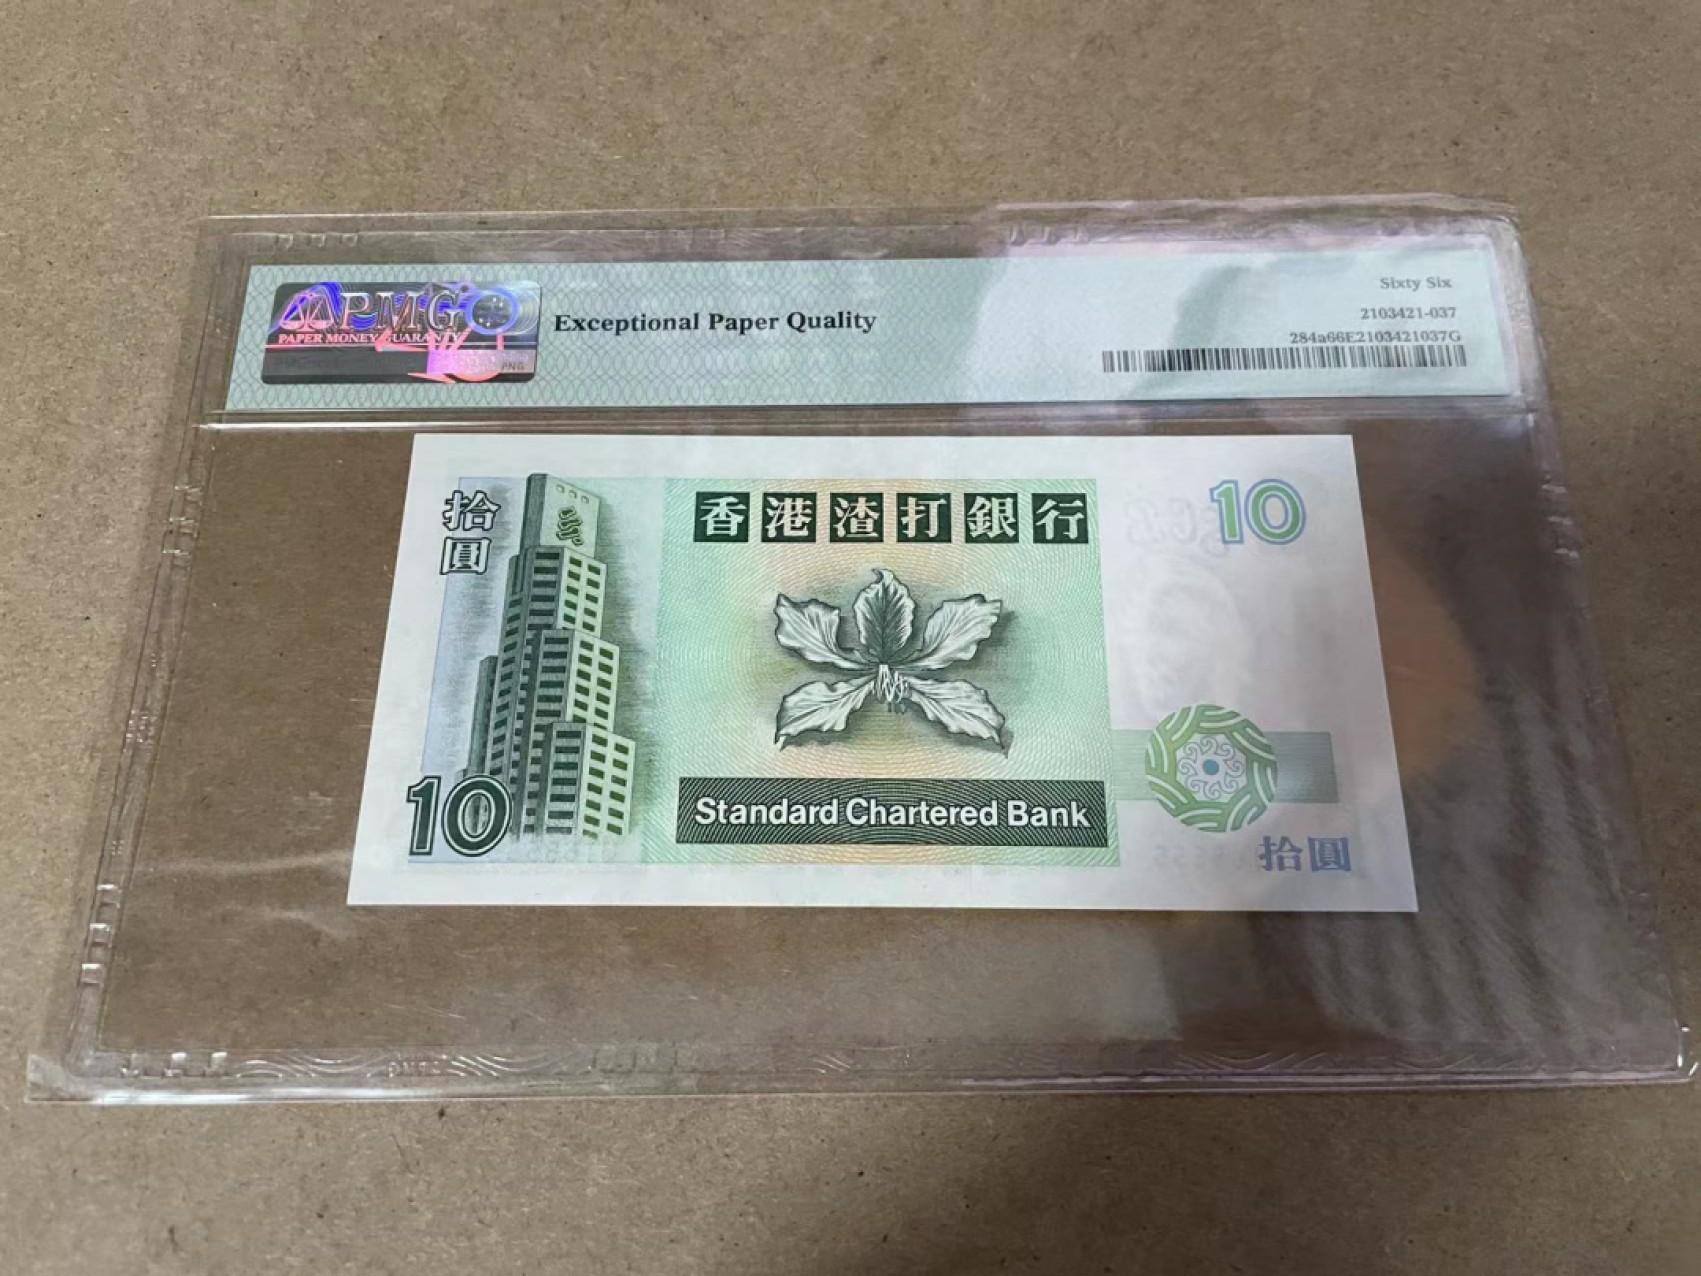 PMG
PAPER MONEY GUARANTY
Exceptional Paper Quality
Sixty Six
2103421-037
284a66E2103421037G
拾圓
香港渣打銀行
10
10
Standard Chartered Bank
拾圓